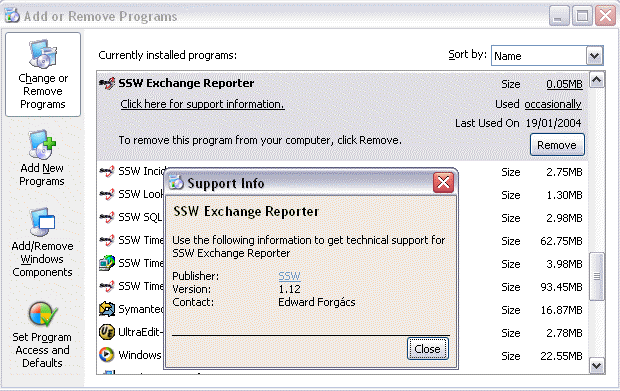 Add or Remove Programs
Change or
Remove
Programs
Add New
Programs
Add/Remove
Windows
Components
Set Program
Access and
Defaults
Currently installed programs:
Sort by: Name
SSW Exchange Reporter Size 0.05MB
Click here for support information. Used occasionally
Last Used On 19/01/2004
To remove this program from your computer, click Remove. Remove
SSW Incid Size 2.75MB
SSW Look Size 1.30MB
SSW SQL Size 2.98MB
SSW Time Size 62.75MB
SSW Time Size 3.98MB
SSW Time Size 93.45MB
Symantec Size 16.87MB
UltraEdit- Size 2.78MB
Windows Size 22.55MB
Support Info
SSW Exchange Reporter
Use the following information to get technical support for
SSW Exchange Reporter
Publisher: SSW
Version: 1.12
Contact: Edward Forgács
Close